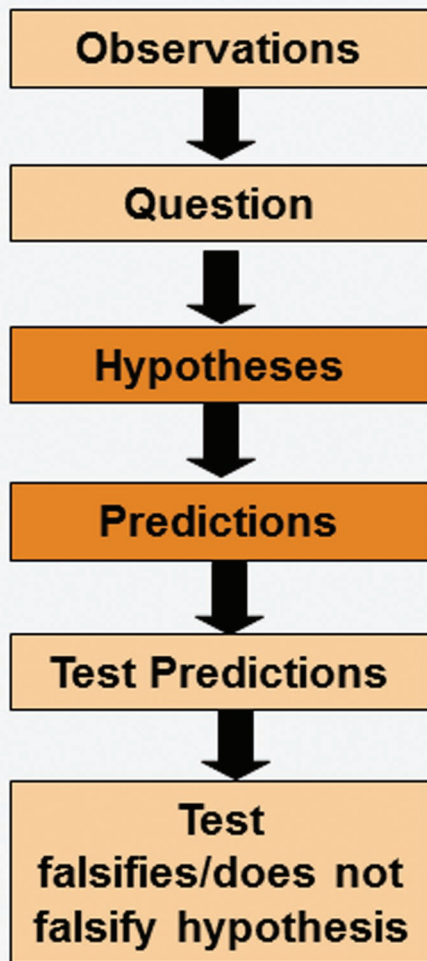 Observations
Question
Hypotheses
Predictions
Test Predictions
Test
falsifies/does not
falsify hypothesis